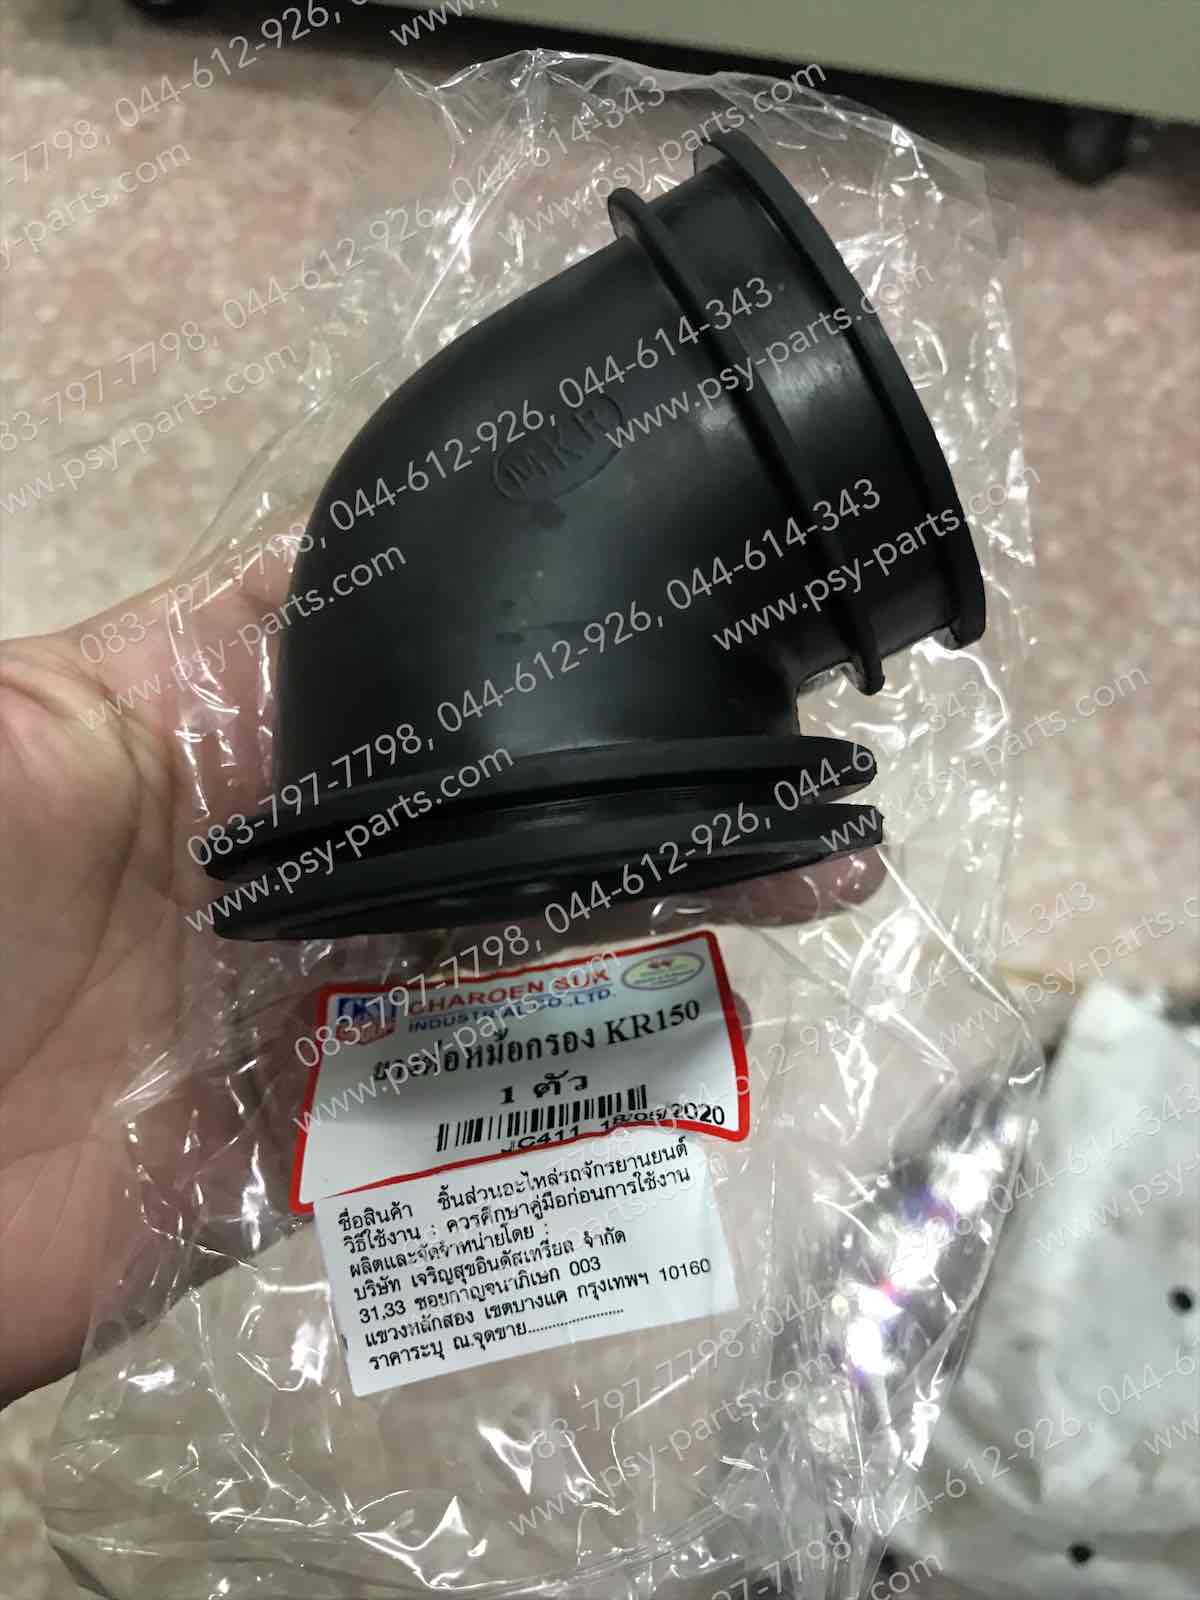 083-797-7798, 044-612-926, 044-614-343
www.psy-parts.com
M.K.R
CHAROEN SUK
INDUSTRIAL CO.,LTD.
ยางต่อหม้อกรอง KR150
1 ตัว
JC411 18/08/2020
ชื่อสินค้า ชิ้นส่วนอะไหล่รถจักรยานยนต์
วิธีใช้งาน : ควรศึกษาคู่มือก่อนการใช้งาน
ผลิตและจัดจำหน่ายโดย :
บริษัท เจริญสุขอินดัสเทรียล จำกัด
31,33 ซอยกาญจนาภิเษก 003
แขวงหลักสอง เขตบางแค กรุงเทพฯ 10160
ราคาระบุ ณ.จุดขาย........................